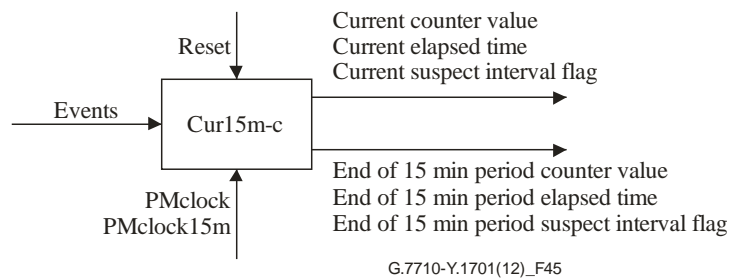 Current counter value
Reset
Current elapsed time
Current suspect interval flag
Events
Cur15m-c
End of 15 min period counter value
End of 15 min period elapsed time
End of 15 min period suspect interval flag
PMclock
PMclock15m
G.7710-Y.1701(12)_F45